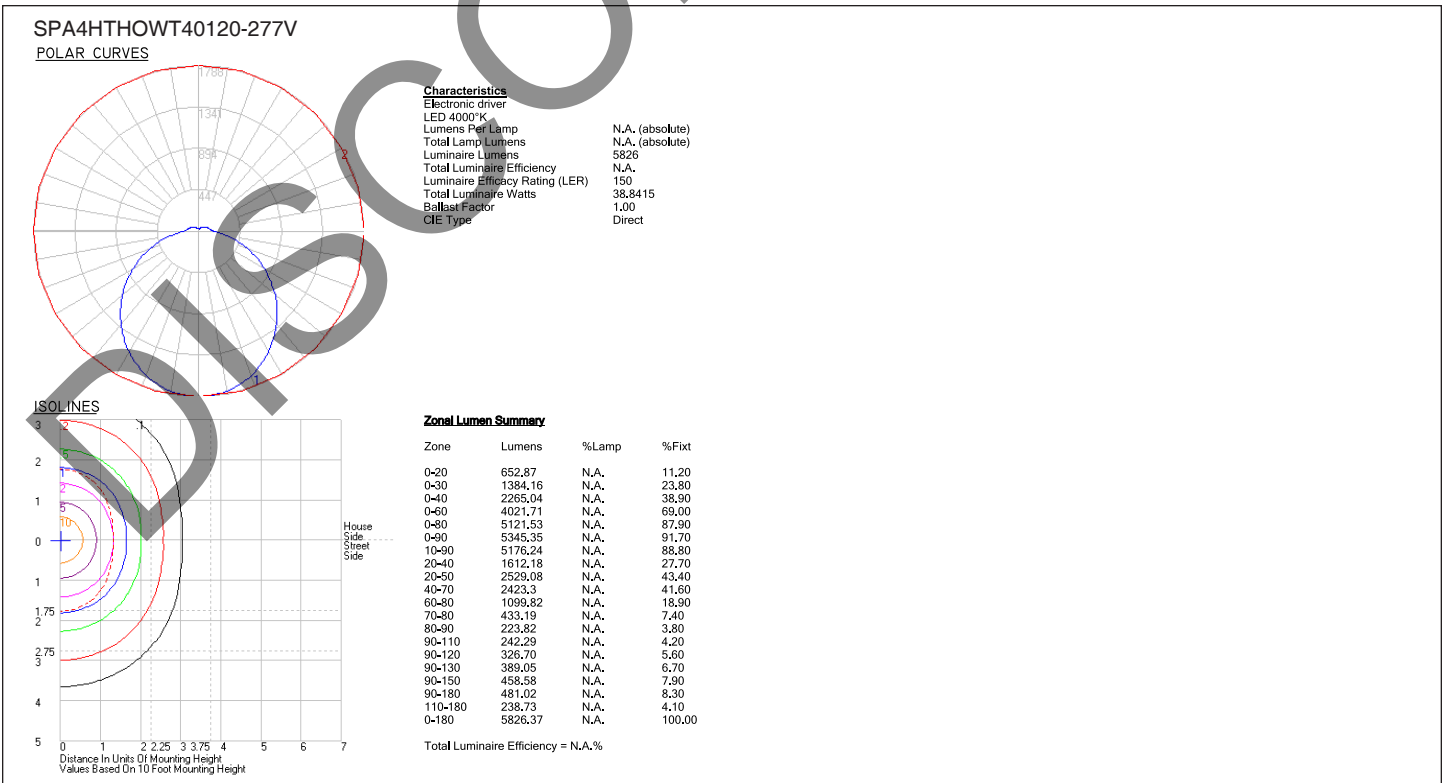 SPA4HTHOWT40120-277V
POLAR CURVES
1788
1341
894
447
2
1
Characteristics
Electronic driver
LED 4000°K
Lumens Per Lamp N.A. (absolute)
Total Lamp Lumens N.A. (absolute)
Luminaire Lumens 5826
Total Luminaire Efficiency N.A.
Luminaire Efficacy Rating (LER) 150
Total Luminaire Watts 38.8415
Ballast Factor 1.00
CIE Type Direct
ISOLINES
3
2
1
0
1
1.75
2
2.75
3
4
5
.2
.1
.5
1
2
5
10
House
Side
Street
Side
0 1 2 2.25 3 3.75 4 5 6 7
Distance In Units Of Mounting Height
Values Based On 10 Foot Mounting Height
Zonal Lumen Summary
Zone Lumens %Lamp %Fixt
0-20 652.87 N.A. 11.20
0-30 1384.16 N.A. 23.80
0-40 2265.04 N.A. 38.90
0-60 4021.71 N.A. 69.00
0-80 5121.53 N.A. 87.90
0-90 5345.35 N.A. 91.70
10-90 5176.24 N.A. 88.80
20-40 1612.18 N.A. 27.70
20-50 2529.08 N.A. 43.40
40-70 2423.3 N.A. 41.60
60-80 1099.82 N.A. 18.90
70-80 433.19 N.A. 7.40
80-90 223.82 N.A. 3.80
90-110 242.29 N.A. 4.20
90-120 326.70 N.A. 5.60
90-130 389.05 N.A. 6.70
90-150 458.58 N.A. 7.90
90-180 481.02 N.A. 8.30
110-180 238.73 N.A. 4.10
0-180 5826.37 N.A. 100.00
Total Luminaire Efficiency = N.A.%
DISCO